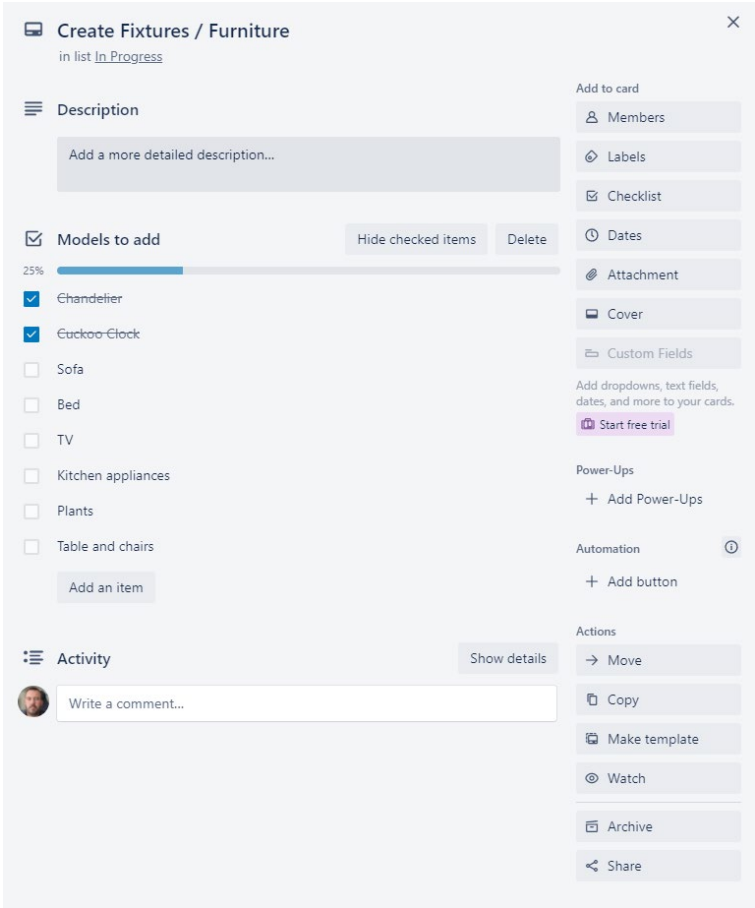 Create Fixtures / Furniture
in list In Progress
Description
Add a more detailed description...
Models to add
Hide checked items
Delete
25%
Chandelier
Cuckoo Clock
Sofa
Bed
TV
Kitchen appliances
Plants
Table and chairs
Add an item
Activity
Show details
Write a comment...
Add to card
Members
Labels
Checklist
Dates
Attachment
Cover
Custom Fields
Add dropdowns, text fields,
dates, and more to your cards.
Start free trial
Power-Ups
+ Add Power-Ups
Automation
+ Add button
Actions
Move
Copy
Make template
Watch
Archive
Share